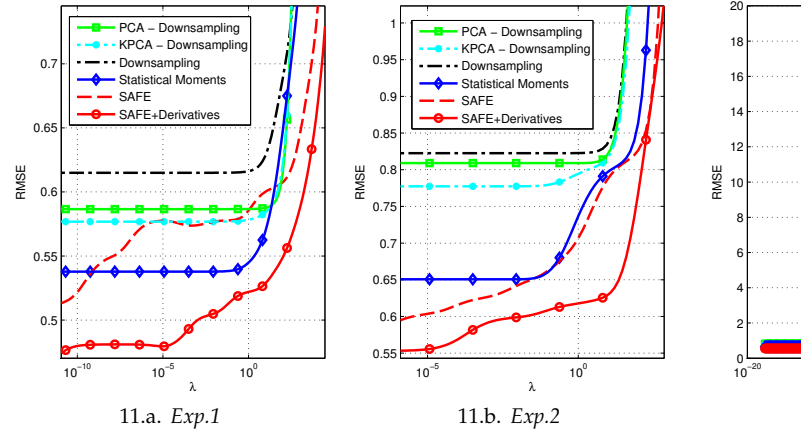 PCA – Downsampling
KPCA – Downsampling
Downsampling
Statistical Moments
SAFE
SAFE+Derivatives
RMSE
0.7
0.65
0.6
0.55
0.5
10^-10
10^-5
10^0
λ
11.a. Exp.1
PCA – Downsampling
KPCA – Downsampling
Downsampling
Statistical Moments
SAFE
SAFE+Derivatives
RMSE
1
0.95
0.9
0.85
0.8
0.75
0.7
0.65
0.6
0.55
10^-5
10^0
λ
11.b. Exp.2
RMSE
20
18
16
14
12
10
8
6
4
2
0
10^-20